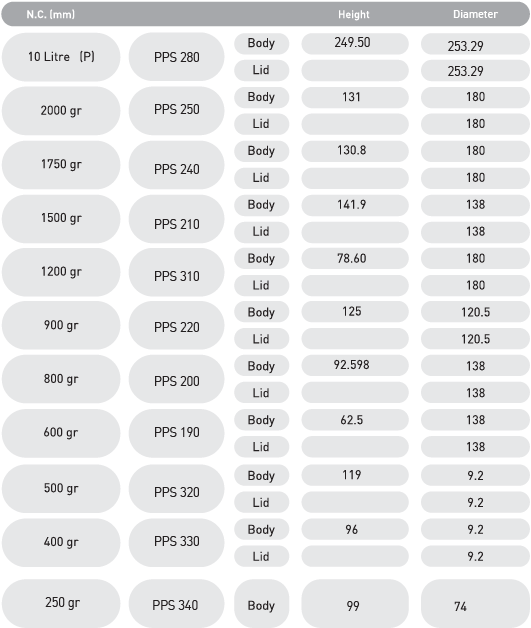 N.C. (mm) Height Diameter
10 Litre (P) PPS 280 Body 249.50 253.29
Lid 253.29
2000 gr PPS 250 Body 131 180
Lid 180
1750 gr PPS 240 Body 130.8 180
Lid 180
1500 gr PPS 210 Body 141.9 138
Lid 138
1200 gr PPS 310 Body 78.60 180
Lid 180
900 gr PPS 220 Body 125 120.5
Lid 120.5
800 gr PPS 200 Body 92.598 138
Lid 138
600 gr PPS 190 Body 62.5 138
Lid 138
500 gr PPS 320 Body 119 9.2
Lid 9.2
400 gr PPS 330 Body 96 9.2
Lid 9.2
250 gr PPS 340 Body 99 74